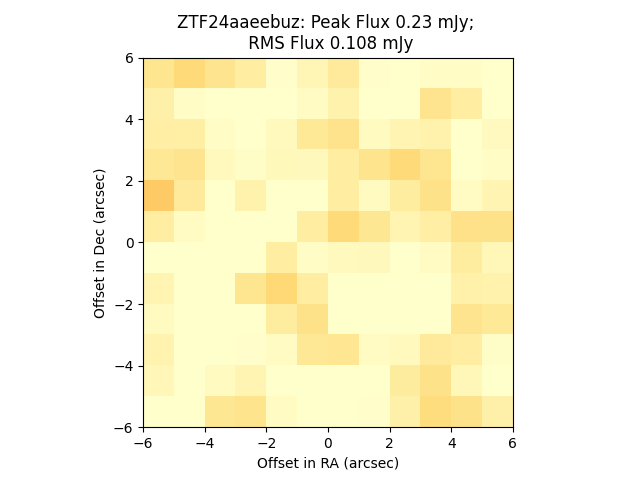 ZTF24aaeebuz: Peak Flux 0.23 mJy;
RMS Flux 0.108 mJy
6
4
2
0
−2
−4
−6
Offset in Dec (arcsec)
−6 −4 −2 0 2 4 6
Offset in RA (arcsec)